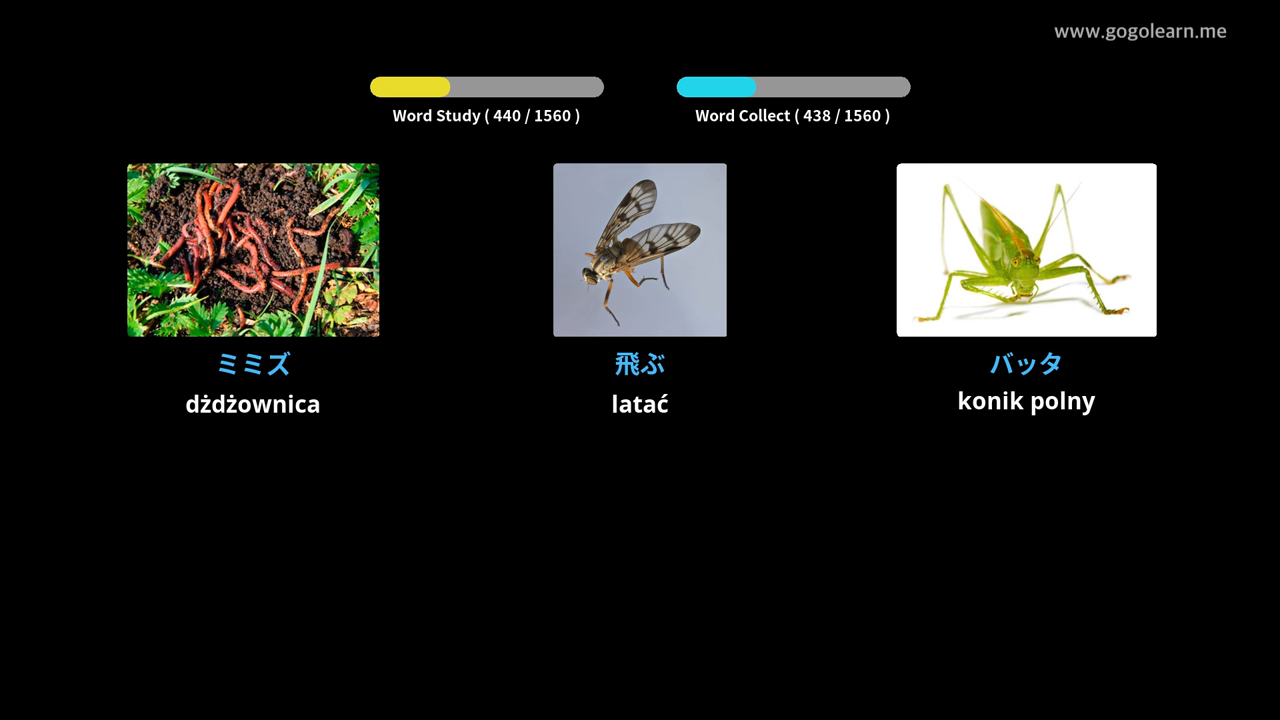 www.gogolearn.me
Word Study ( 440 / 1560 )
Word Collect ( 438 / 1560 )
ミミズ
dżdżownica
飛ぶ
latać
バッタ
konik polny